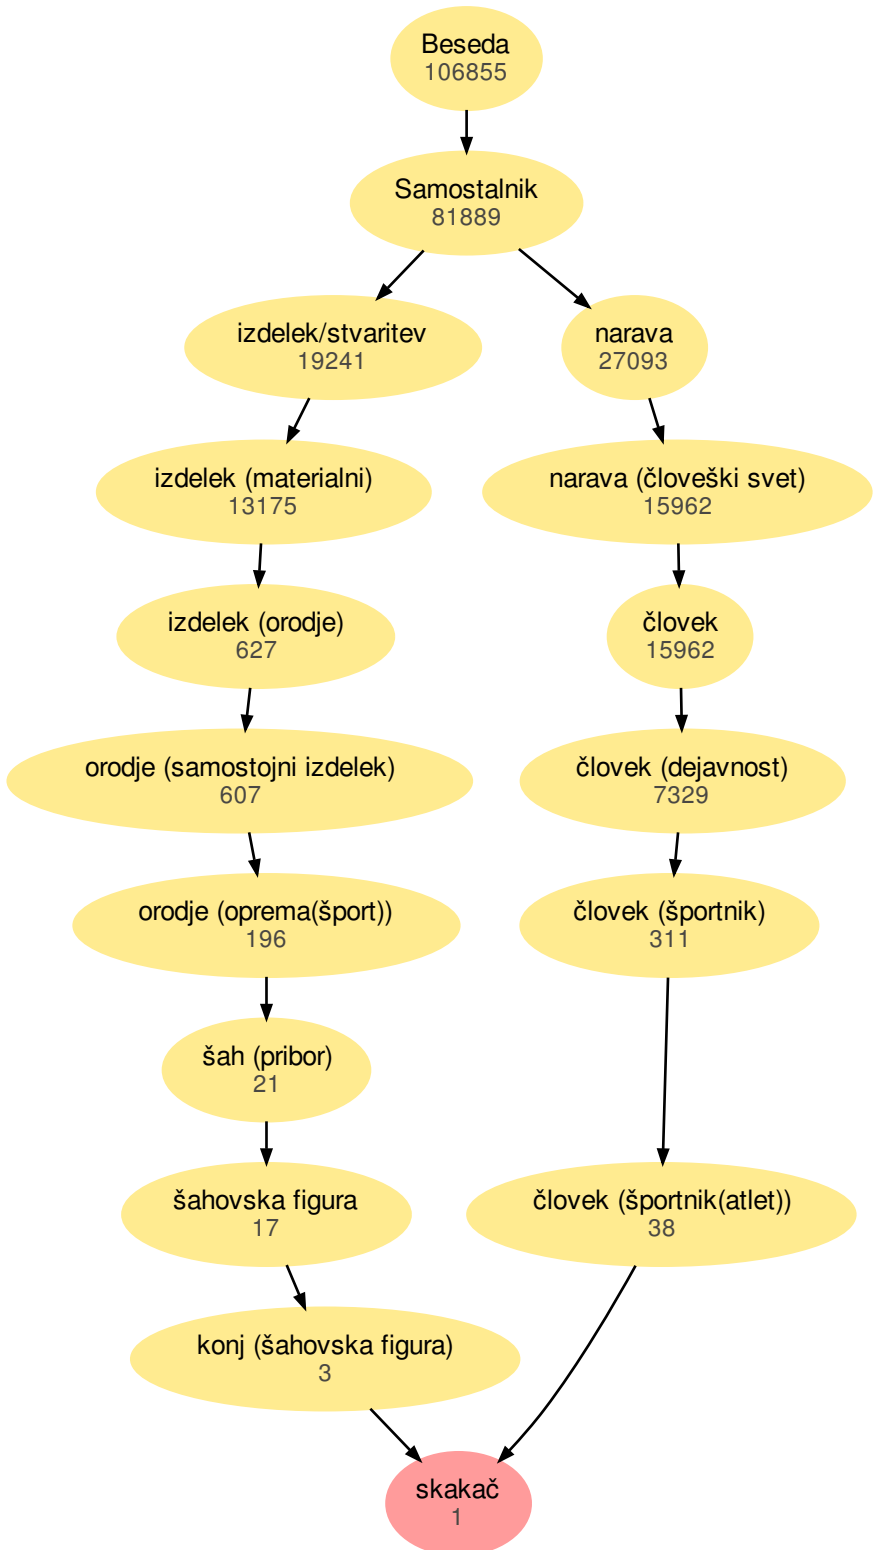 Beseda
106855
Samostalnik
81889
izdelek/stvaritev
19241
narava
27093
izdelek (materialni)
13175
narava (človeški svet)
15962
izdelek (orodje)
627
človek
15962
orodje (samostojni izdelek)
607
človek (dejavnost)
7329
orodje (oprema(šport))
196
človek (športnik)
311
šah (pribor)
21
šahovska figura
17
človek (športnik(atlet))
38
konj (šahovska figura)
3
skakač
1